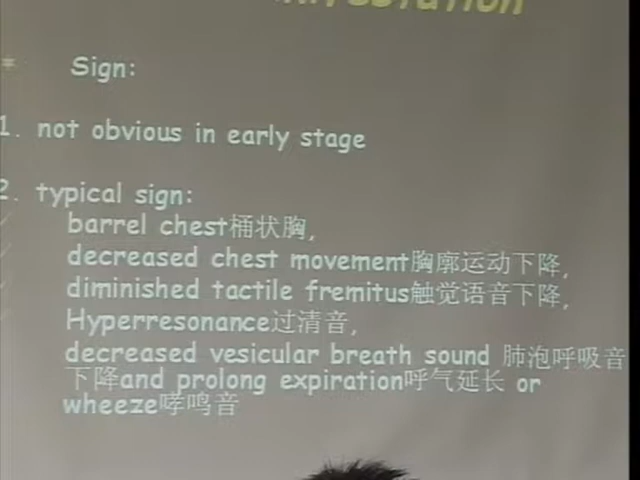 Sign:
1. not obvious in early stage
2. typical sign:
barrel chest桶状胸,
decreased chest movement胸廓运动下降,
diminished tactile fremitus触觉语音下降,
Hyperresonance过清音,
decreased vesicular breath sound 肺泡呼吸音
下降and prolong expiration呼气延长 or
wheeze哮鸣音